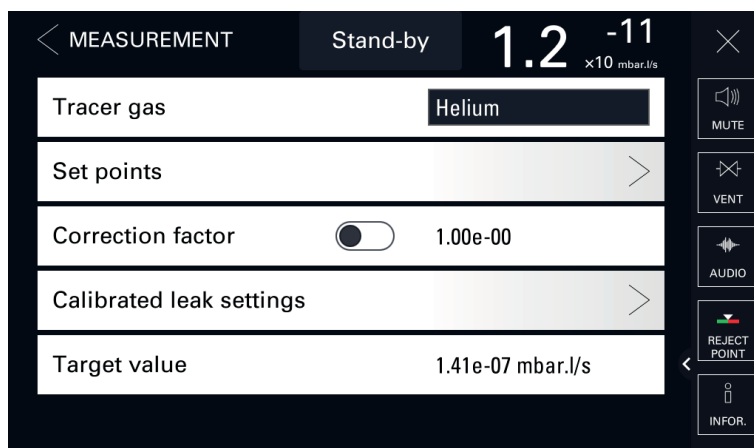 MEASUREMENT
Stand-by
1.2 -11
x10 mbar.l/s
Tracer gas
Helium
Set points
Correction factor
1.00e-00
Calibrated leak settings
Target value
1.41e-07 mbar.l/s
MUTE
VENT
AUDIO
REJECT
POINT
INFOR.